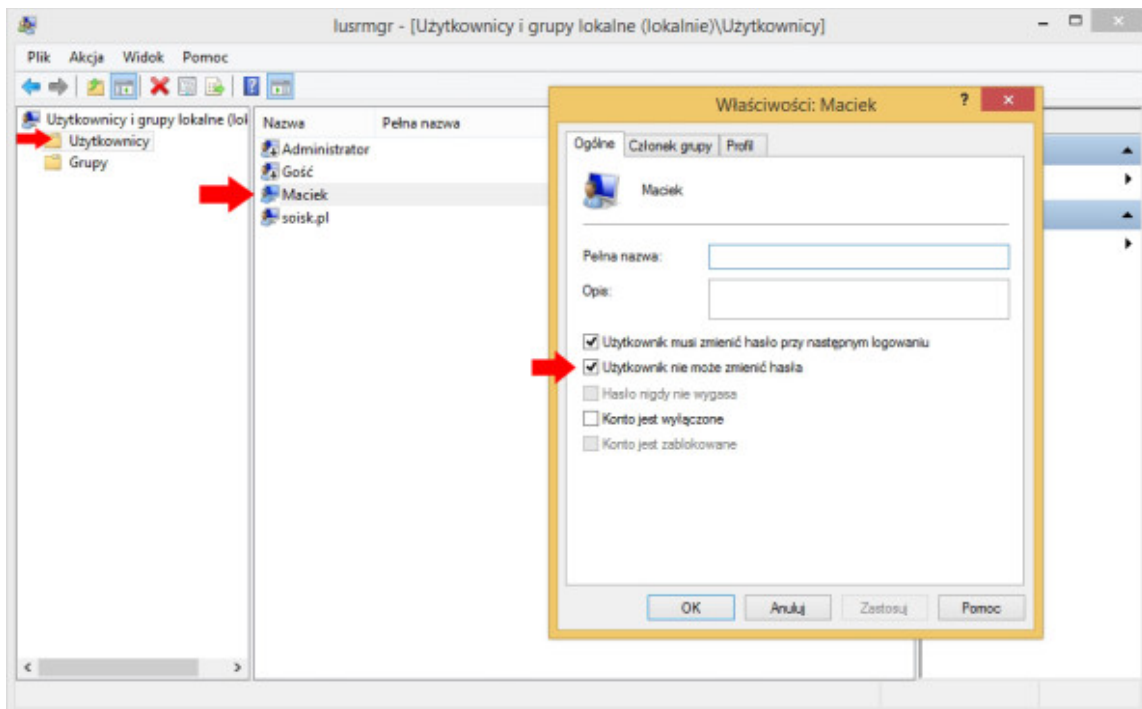 lusrmgr - [Użytkownicy i grupy lokalne (lokalnie)\Użytkownicy]
Plik Akcja Widok Pomoc
Użytkownicy i grupy lokalne (lol
Użytkownicy
Grupy
Nazwa Pełna nazwa
Administrator
Gość
Maciek
soisk.pl
Właściwości: Maciek
Ogólne Członek grupy Profil
Maciek
Pełna nazwa:
Opis:
Użytkownik musi zmienić hasło przy następnym logowaniu
Użytkownik nie może zmienić hasła
Hasło nigdy nie wygasa
Konto jest wyłączone
Konto jest zablokowane
OK Anuluj Zastosuj Pomoc